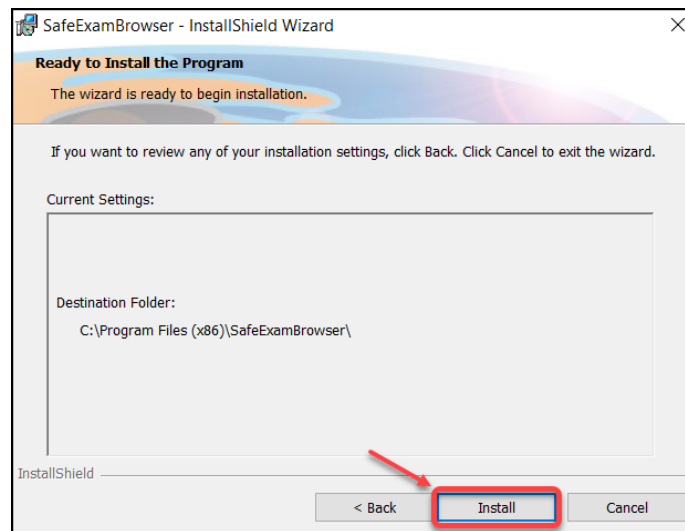 SafeExamBrowser - InstallShield Wizard
Ready to Install the Program
The wizard is ready to begin installation.
If you want to review any of your installation settings, click Back. Click Cancel to exit the wizard.
Current Settings:
Destination Folder:
C:\Program Files (x86)\SafeExamBrowser\
InstallShield
< Back Install Cancel